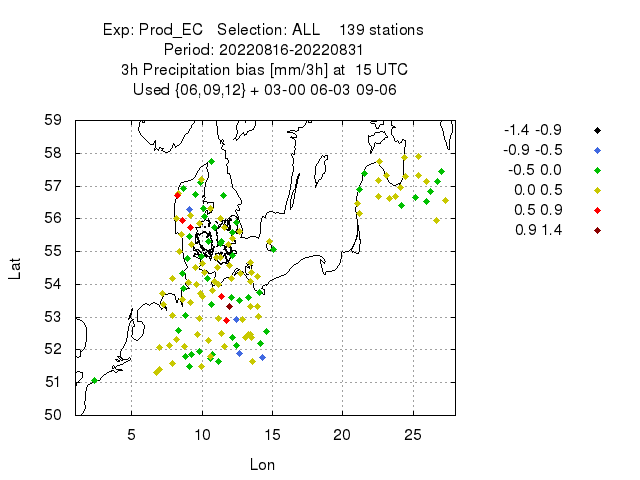 Exp: Prod_EC   Selection: ALL    139 stations
Period: 20220816-20220831
3h Precipitation bias [mm/3h] at  15 UTC
Used {06,09,12} + 03-00 06-03 09-06
59
58
57
56
55
54
53
52
51
50
Lat
5 10 15 20 25
Lon
-1.4 -0.9
-0.9 -0.5
-0.5 0.0
0.0 0.5
0.5 0.9
0.9 1.4